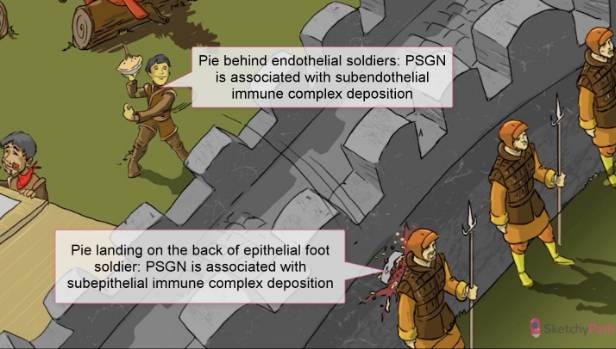 Pie behind endothelial soldiers: PSGN
is associated with subendothelial
immune complex deposition
Pie landing on the back of epithelial foot
soldier: PSGN is associated with
subepithelial immune complex deposition
SketchyPath